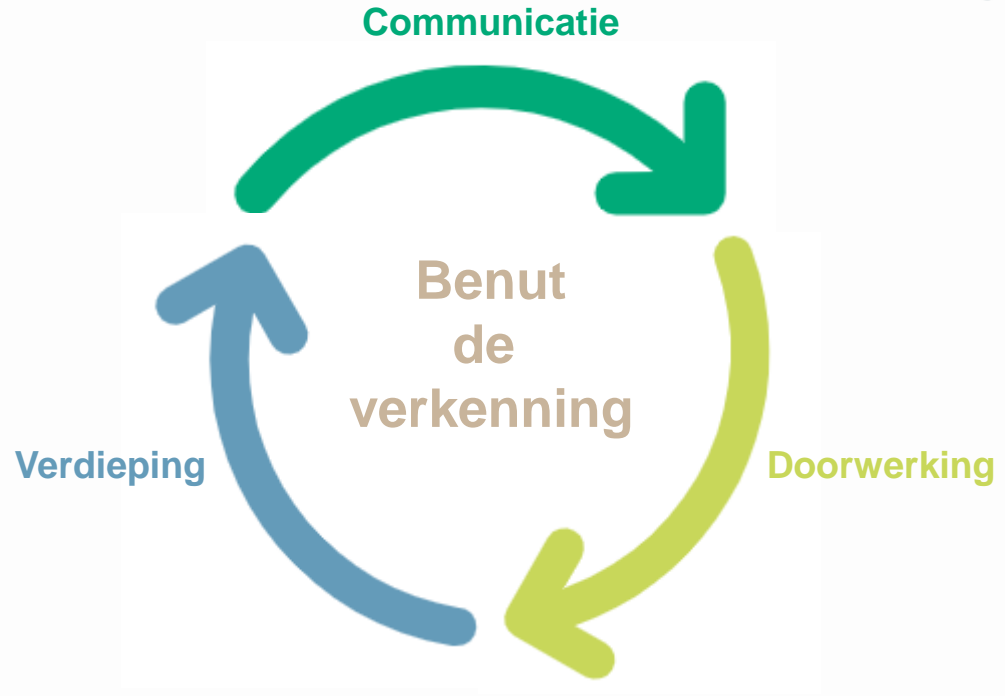 Communicatie
Benut
de
verkenning
Verdieping
Doorwerking